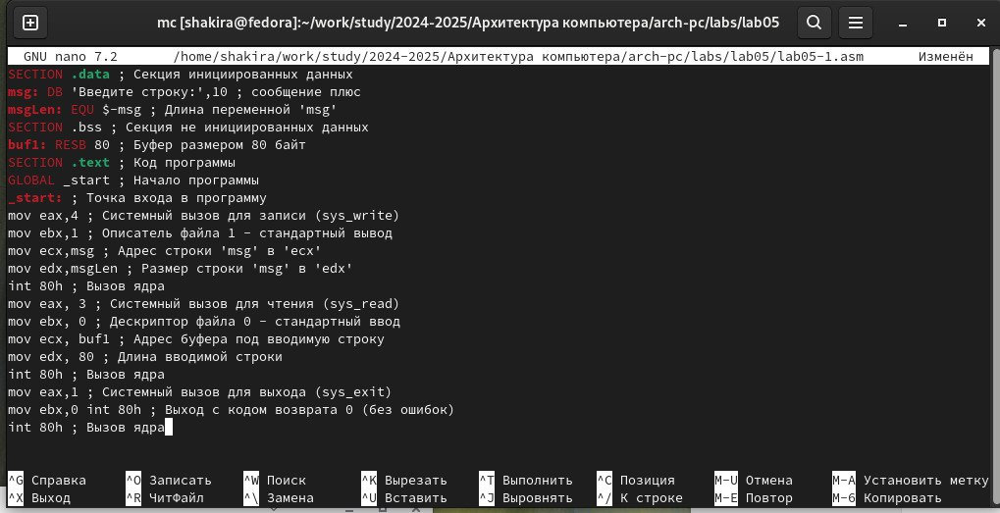 mc [shakira@fedora]:~/work/study/2024-2025/Архитектура компьютера/arch-pc/labs/lab05
GNU nano 7.2 /home/shakira/work/study/2024-2025/Архитектура компьютера/arch-pc/labs/lab05/lab05-1.asm Изменён
SECTION .data ; Секция инициированных данных
msg: DB 'Введите строку:',10 ; сообщение плюс
msgLen: EQU $-msg ; Длина переменной 'msg'
SECTION .bss ; Секция не инициированных данных
buf1: RESB 80 ; Буфер размером 80 байт
SECTION .text ; Код программы
GLOBAL _start ; Начало программы
_start: ; Точка входа в программу
mov eax,4 ; Системный вызов для записи (sys_write)
mov ebx,1 ; Описатель файла 1 - стандартный вывод
mov ecx,msg ; Адрес строки 'msg' в 'ecx'
mov edx,msgLen ; Размер строки 'msg' в 'edx'
int 80h ; Вызов ядра
mov eax, 3 ; Системный вызов для чтения (sys_read)
mov ebx, 0 ; Дескриптор файла 0 - стандартный ввод
mov ecx, buf1 ; Адрес буфера под вводимую строку
mov edx, 80 ; Длина вводимой строки
int 80h ; Вызов ядра
mov eax,1 ; Системный вызов для выхода (sys_exit)
mov ebx,0 int 80h ; Выход с кодом возврата 0 (без ошибок)
int 80h ; Вызов ядра
^G Справка ^O Записать ^W Поиск ^K Вырезать ^T Выполнить ^C Позиция M-U Отмена M-A Установить метку
^X Выход ^R ЧитФайл ^\ Замена ^U Вставить ^J Выровнять ^/ К строке M-E Повтор M-6 Копировать